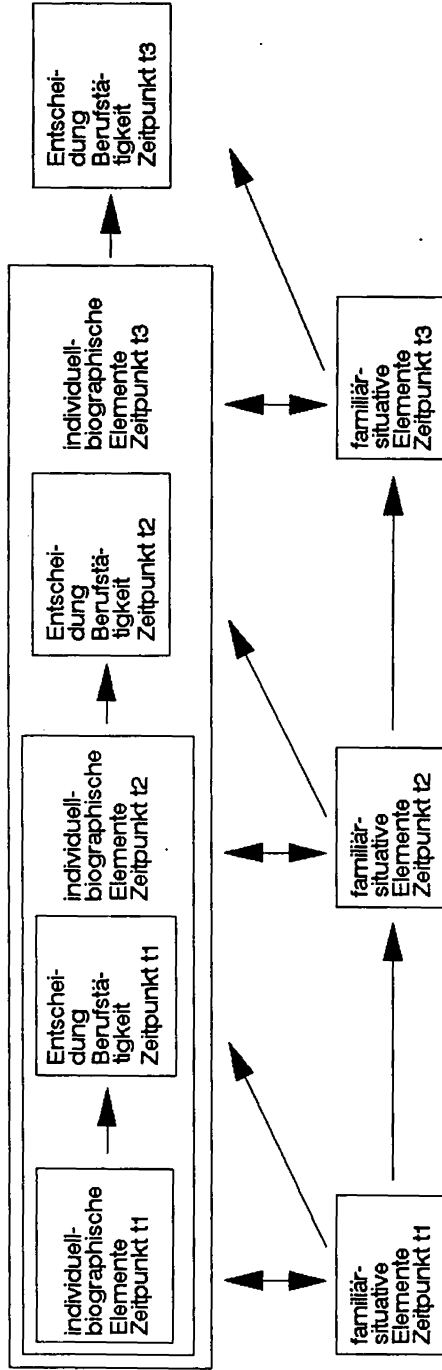 individuell-
biographische
Elemente
Zeitpunkt t1
Entschei-
dung
Berufstä-
tigkeit
Zeitpunkt t1
individuell-
biographische
Elemente
Zeitpunkt t2
Entschei-
dung
Berufstä-
tigkeit
Zeitpunkt t2
individuell-
biographische
Elemente
Zeitpunkt t3
Entschei-
dung
Berufstä-
tigkeit
Zeitpunkt t3
familiär-
situative
Elemente
Zeitpunkt t1
familiär-
situative
Elemente
Zeitpunkt t2
familiär-
situative
Elemente
Zeitpunkt t3